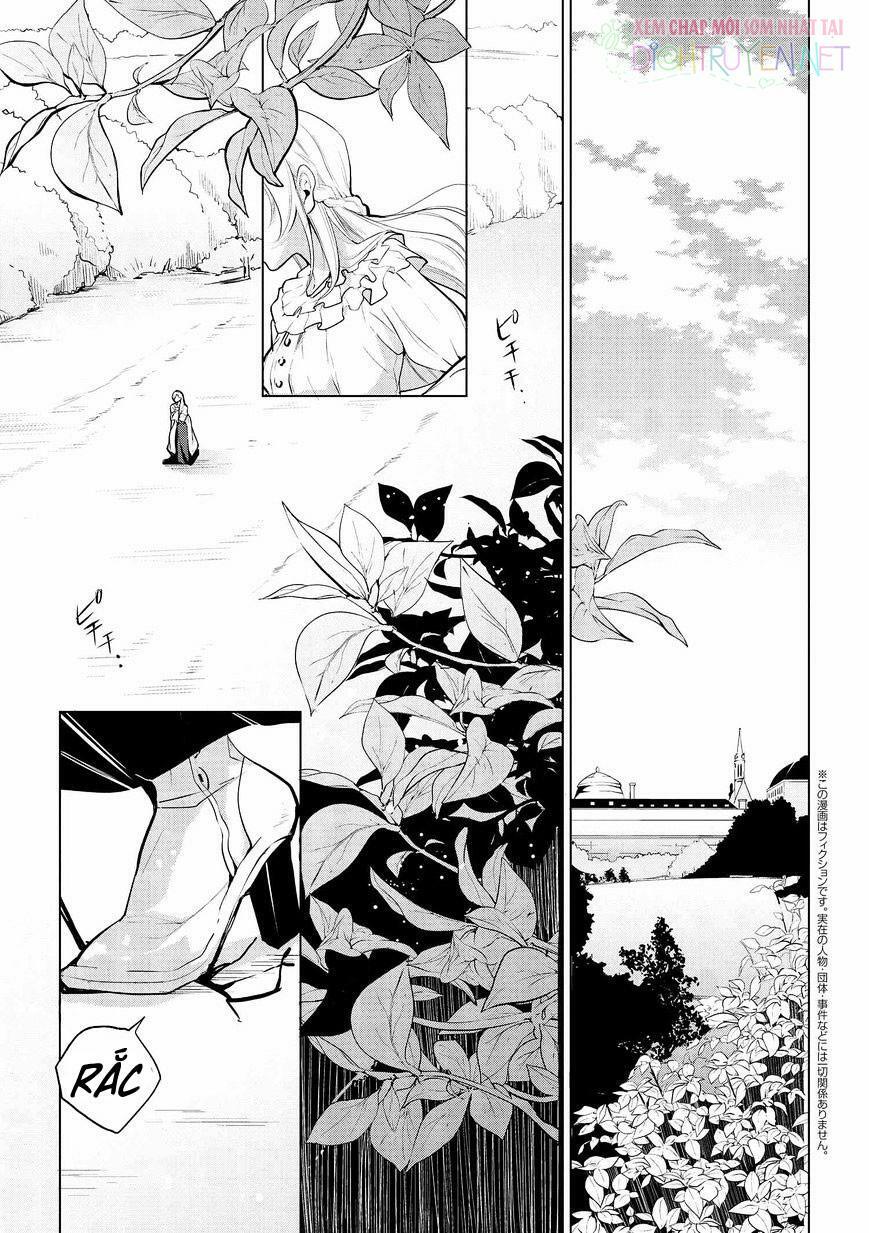 XEM CHAP MỚI SỚM NHẤT TẠI
DICHTRUYEN.NET
ピチチ…
ピチチ…
RẮC
※この漫画はフィクションです。実在の人物・団体・事件などには一切関係ありません。